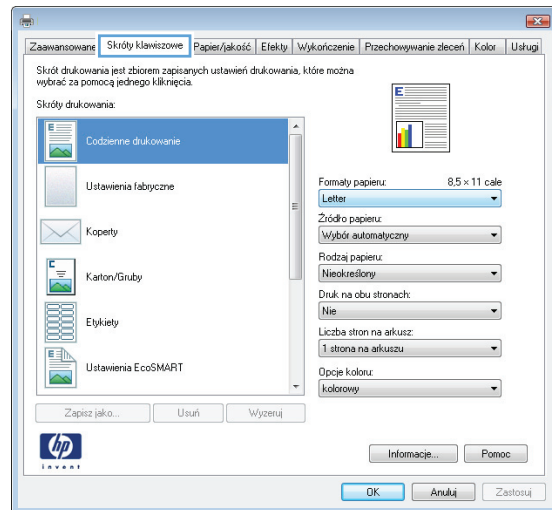 Zaawansowane Skróty klawiszowe Papier/jakość Efekty Wykończenie Przechowywanie zleceń Kolor Usługi
Skrót drukowania jest zbiorem zapisanych ustawień drukowania, które można
wybrać za pomocą jednego kliknięcia.
Skróty drukowania:
Codzienne drukowanie
Ustawienia fabryczne
Koperty
Karton/Gruby
Etykiety
Ustawienia EcoSMART
Zapisz jako... Usuń Wyzeruj
E
Formaty papieru: 8,5 × 11 cale
Letter
Źródło papieru:
Wybór automatyczny
Rodzaj papieru:
Nieokreślony
Druk na obu stronach:
Nie
Liczba stron na arkusz:
1 strona na arkuszu
Opcje koloru:
kolorowy
hp
invent
Informacje... Pomoc
OK Anuluj Zastosuj